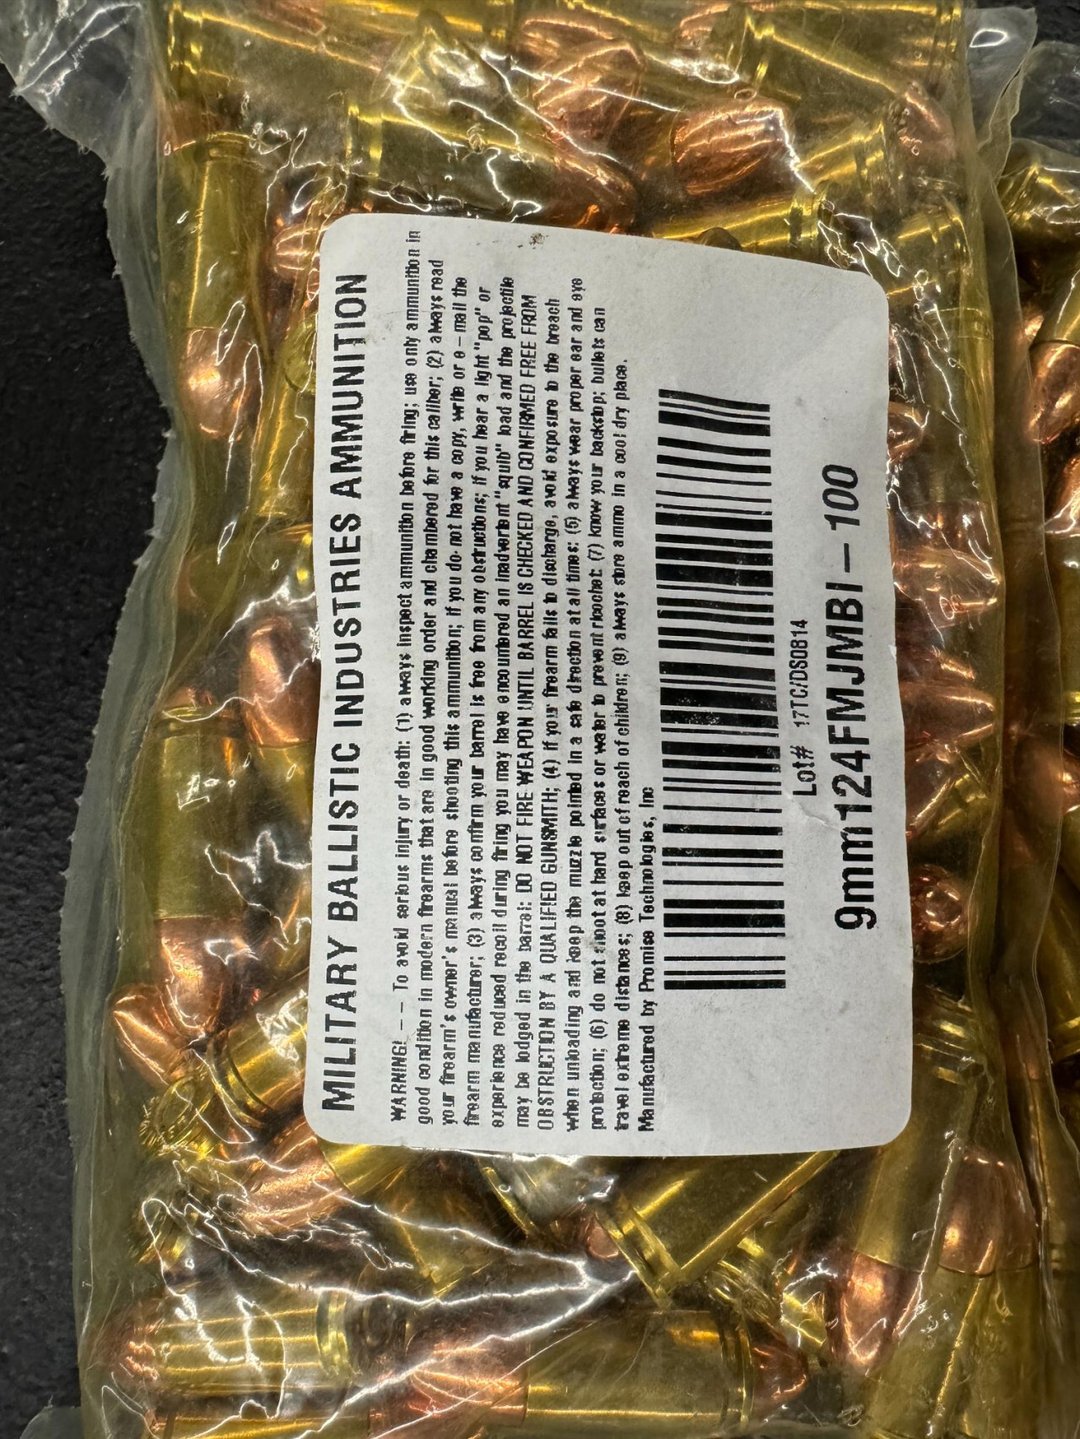 MILITARY BALLISTIC INDUSTRIES AMMUNITION
WARNING! -- To avoid serious injury or death: (1) always inspect ammunition before firing; use only ammunition in
good condition in modern firearms that are in good working order and chambered for this caliber; (2) always read
your firearm's owner's manual before shooting this ammunition; if you do not have a copy, write or e-mail the
firearm manufacturer; (3) always confirm your barrel is free from any obstructions; if you hear a light "pop" or
experience reduced recoil during firing you may have encountered an inadvertent "squib" load and the projectile
may be lodged in the barrel: DO NOT FIRE WEAPON UNTIL BARREL IS CHECKED AND CONFIRMED FREE FROM
OBSTRUCTION BY A QUALIFIED GUNSMITH; (4) if your firearm fails to discharge, avoid exposure to the breach
when unloading and keep the muzzle pointed in a safe direction at all times; (5) always wear proper ear and eye
protection; (6) do not shoot at hard surfaces or water to prevent ricochet; (7) know your backstop; bullets can
travel extreme distances; (8) keep out of reach of children; (9) always store ammo in a cool dry place.
Manufactured by Promise Technologies, Inc
Lot# 17TC/DS0814
9mm124FMJMBI-100